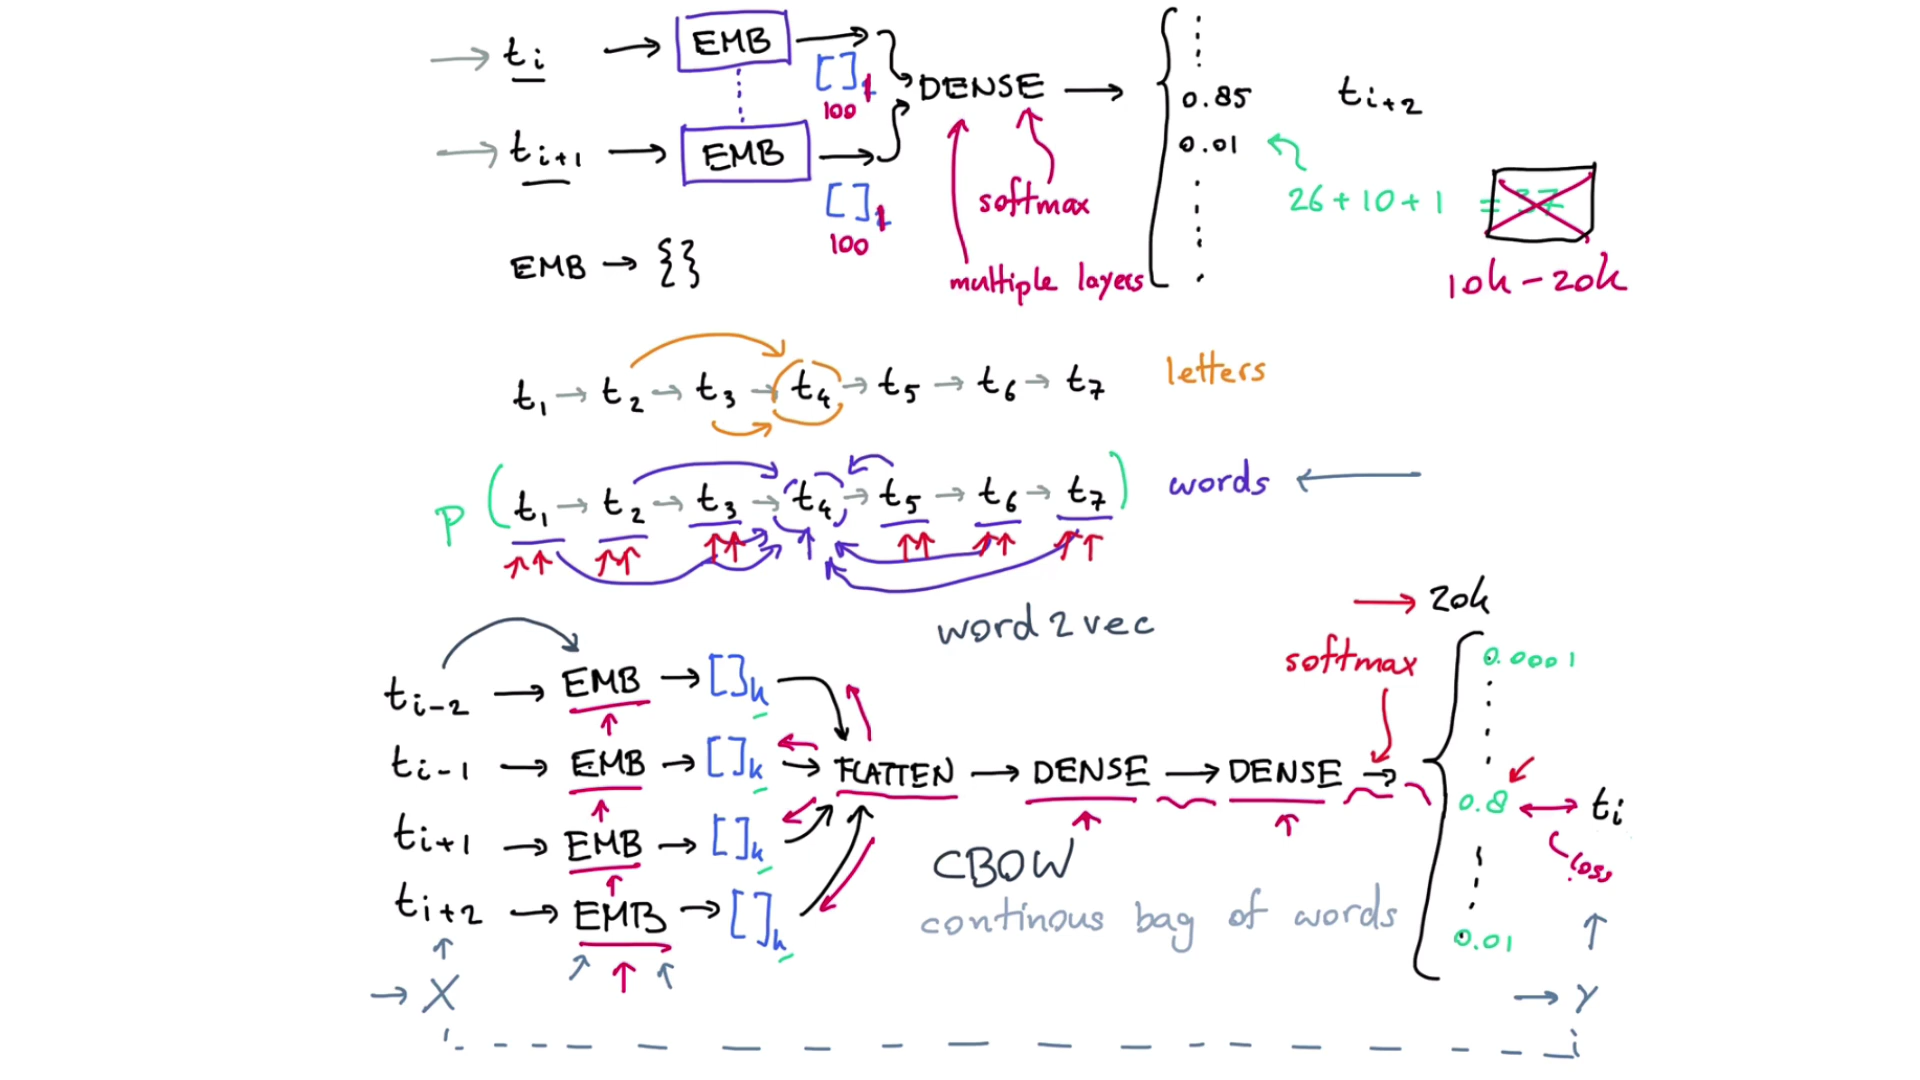 → tᵢ → EMB → []₁ 100
→ tᵢ₊₁ → EMB → []₁ 100
DENSE → 0.85 tᵢ₊₂
0.01
softmax
26 + 10 + 1 = 37
multiple layers
10k - 20k
EMB → {}
t₁ → t₂ → t₃ → t₄ → t₅ → t₆ → t₇ letters
P ( t₁ → t₂ → t₃ → t₄ → t₅ → t₆ → t₇ ) words ←
word2vec
→ 20k
softmax
0.0001
tᵢ₋₂ → EMB → []ₖ
tᵢ₋₁ → EMB → []ₖ → FLATTEN → DENSE → DENSE → 0.8 ↔ tᵢ
tᵢ₊₁ → EMB → []ₖ
loss
tᵢ₊₂ → EMB → []ₖ
CBOW
continous bag of words
0.01
→ X
→ Y
i